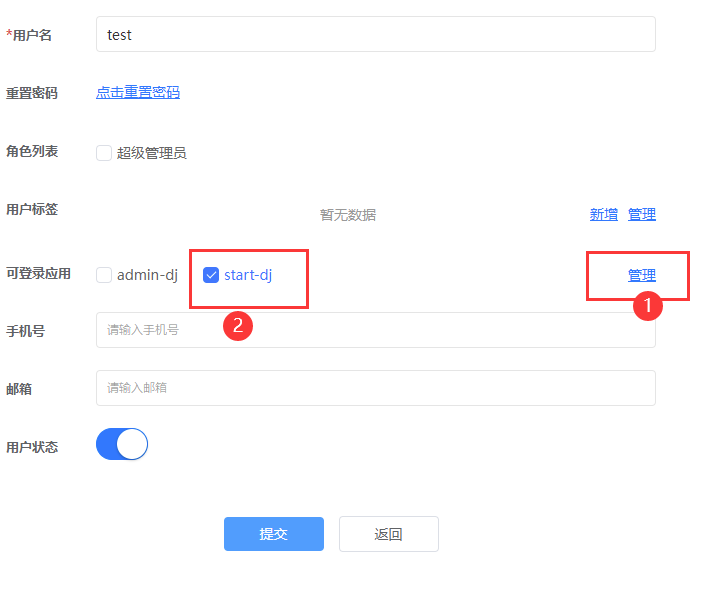 *用户名 test
重置密码 点击重置密码
角色列表 超级管理员
用户标签 暂无数据 新增 管理
可登录应用 admin-dj start-dj 管理
2 1
手机号 请输入手机号
邮箱 请输入邮箱
用户状态
提交 返回